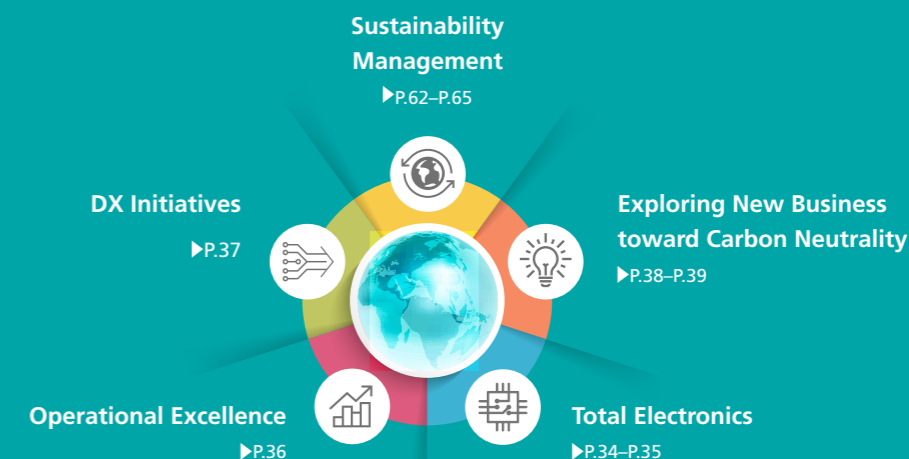 Sustainability
Management
▶P.62–P.65
DX Initiatives
▶P.37
Exploring New Business
toward Carbon Neutrality
▶P.38–P.39
Operational Excellence
▶P.36
Total Electronics
▶P.34–P.35